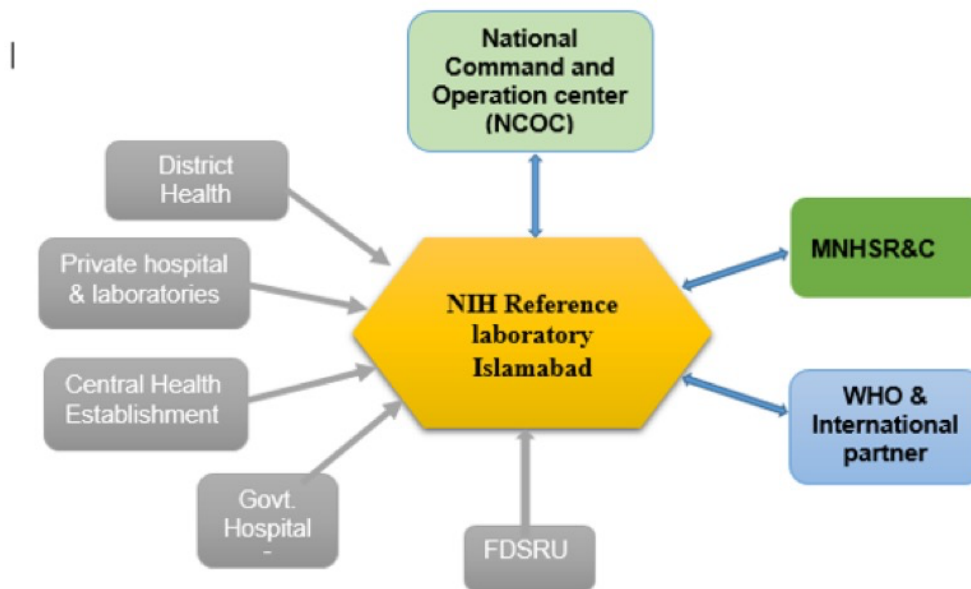 National
Command and
Operation center
(NCOC)
District
Health
Private hospital
& laboratories
Central Health
Establishment
Govt.
Hospital
-
FDSRU
NIH Reference
laboratory
Islamabad
MNHSR&C
WHO &
International
partner